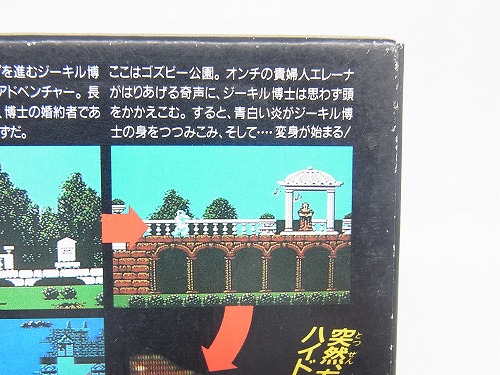 を進むジーキル博
アドベンチャー。長
、博士の婚約者であ
ずだ。
ここはゴズビー公園。オンチの貴婦人エレーナ
がはりあげる奇声に、ジーキル博士は思わず頭
をかかえこむ。すると、青白い炎がジーキル博
士の身をつつみこみ、そして‥‥変身が始まる!
突然、
とつぜん
ハイド